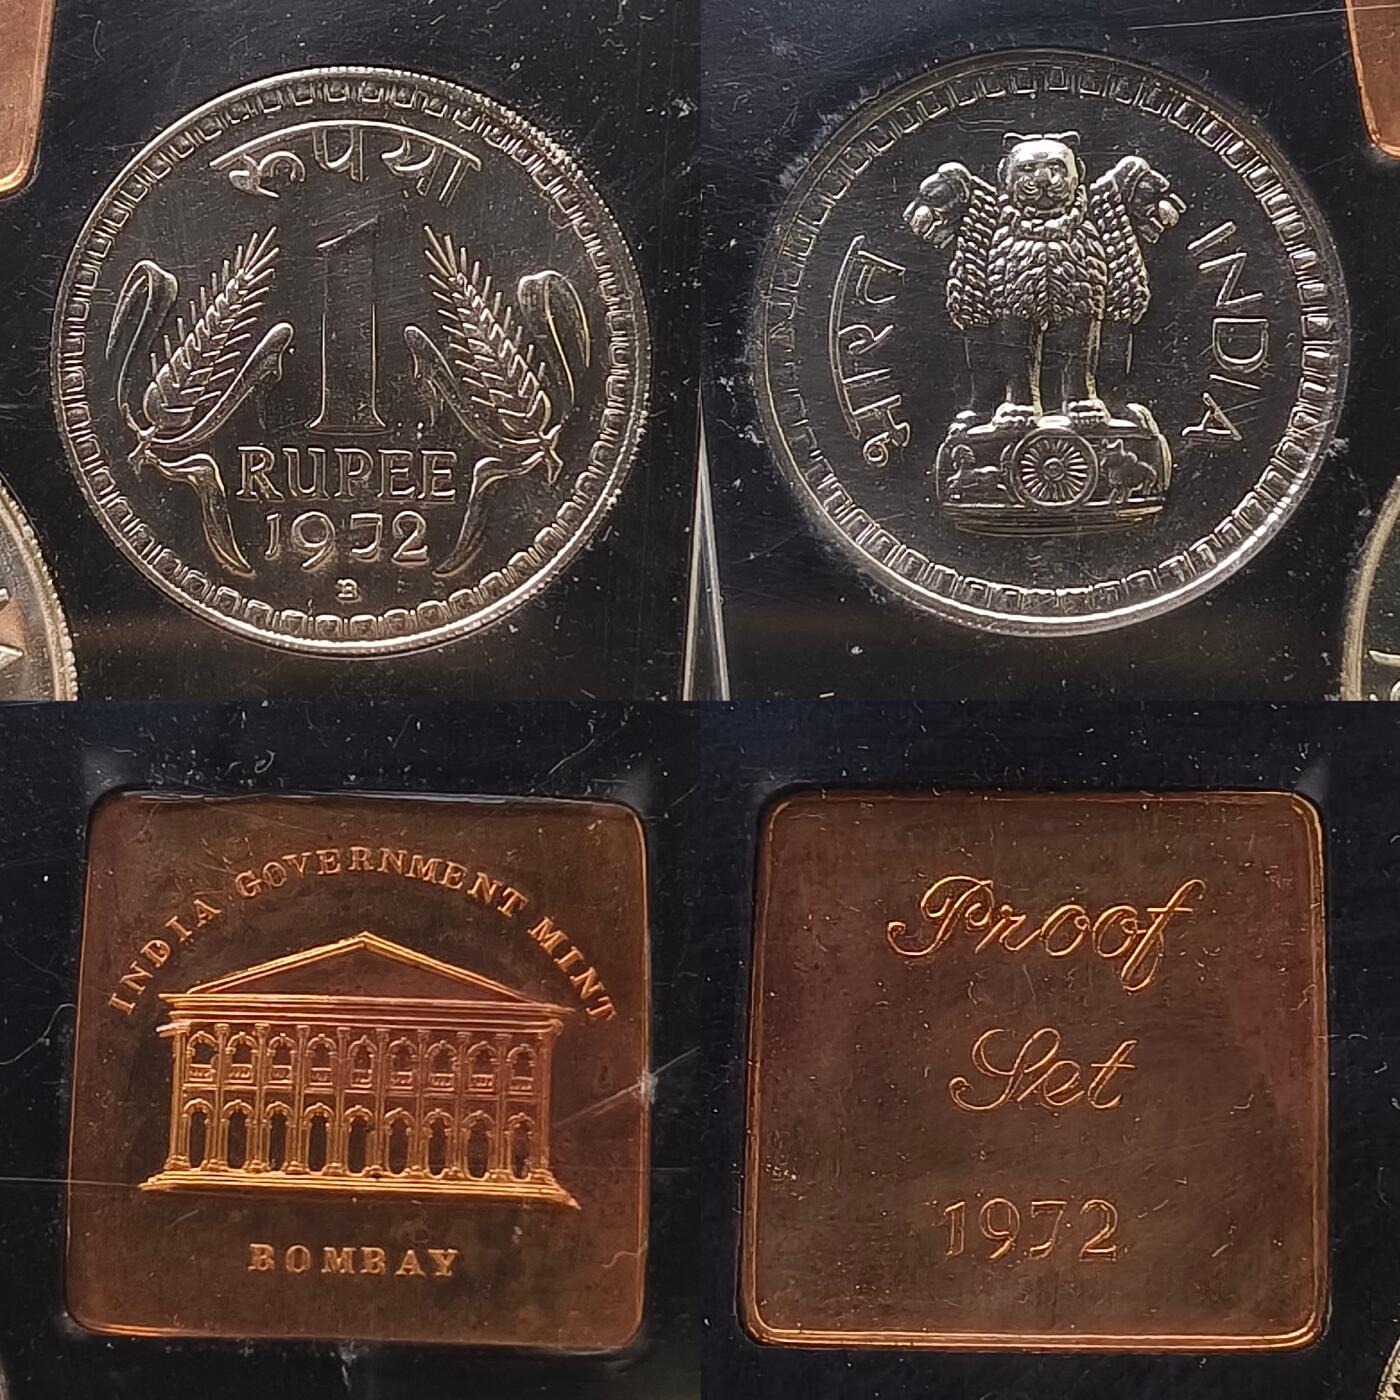 रुपया
1
RUPEE
1972
B
भारत
INDIA
INDIA GOVERNMENT MINT
BOMBAY
Proof
Set
1972